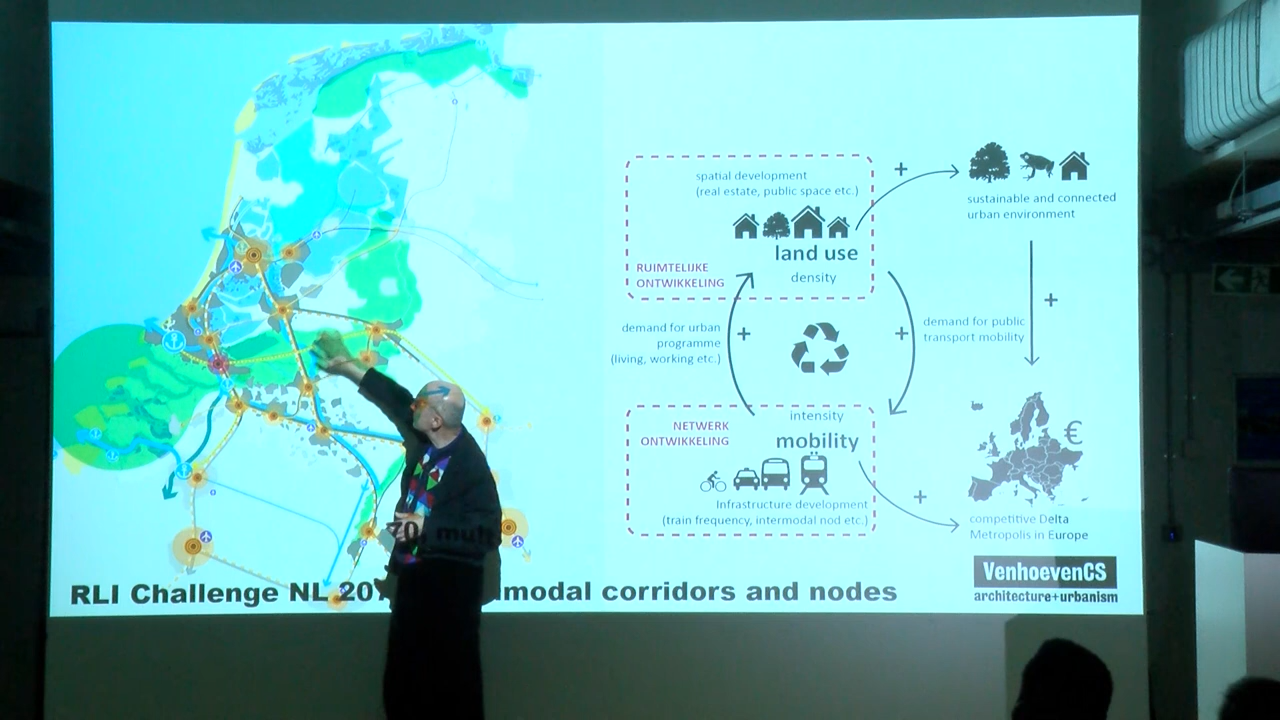 spatial development
(real estate, public space etc.)
land use
density
RUIMTELIJKE
ONTWIKKELING
+
sustainable and connected
urban environment
+
demand for urban
programme
(living, working etc.)
+
+
demand for public
transport mobility
intensity
mobility
NETWERK
ONTWIKKELING
Infrastructure development
(train frequency, intermodal nod etc.)
+
€
competitive Delta
Metropolis in Europe
VenhoevenCS
architecture+urbanism
70, mult
RLI Challenge NL 20 modal corridors and nodes